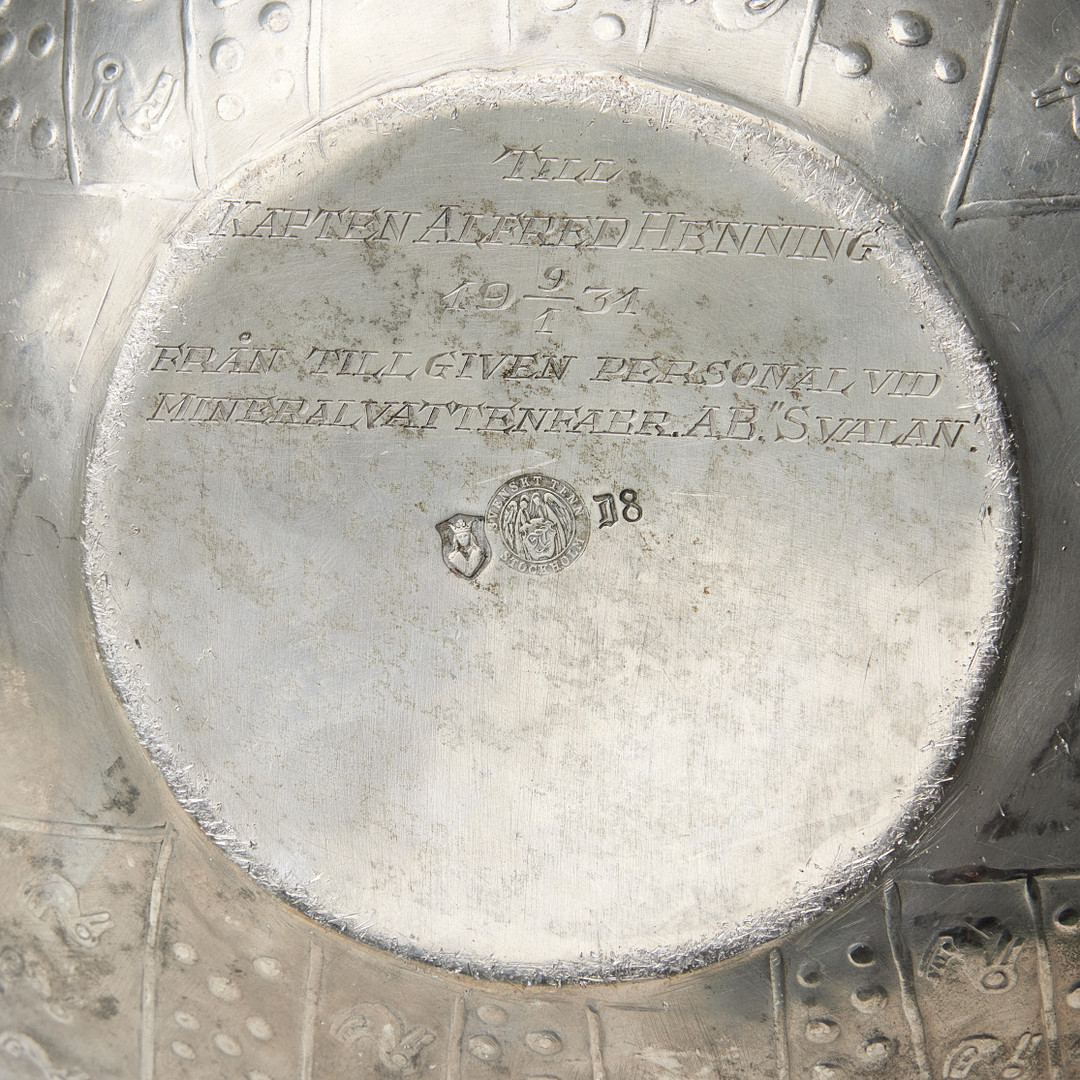 TILL
KAPTEN ALFRED HENNING
19 9/1 31
FRÅN TILLGIVEN PERSONAL VID
MINERALVATTENFABR. AB. "SVALAN".
SVENSKT TENN
STOCKHOLM
D8